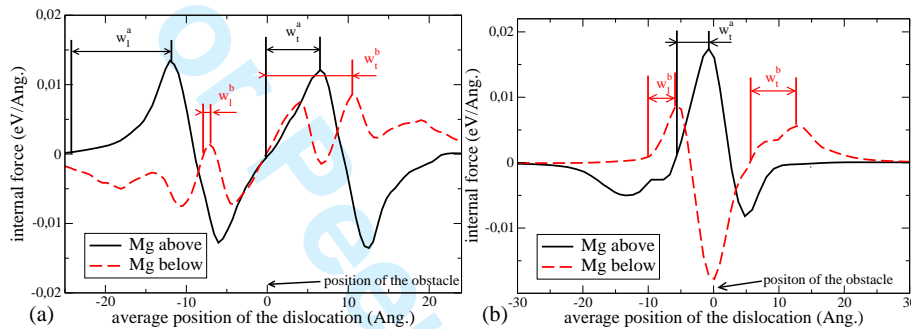 0,02
0,01
0
-0,01
-0,02
internal force (eV/Ang.)
w_l^a
w_t^a
w_t^b
w_l^b
Mg above
Mg below
position of the obstacle
-20
-10
0
10
20
average position of the dislocation (Ang.)
(a)
0,01
0
-0,01
internal force (eV/Ang.)
w_t^a
w_l^b
w_t^b
Mg above
Mg below
positon of the obstacle
-30
-20
-10
0
10
20
30
average position of the dislocation (Ang.)
(b)
or Pee